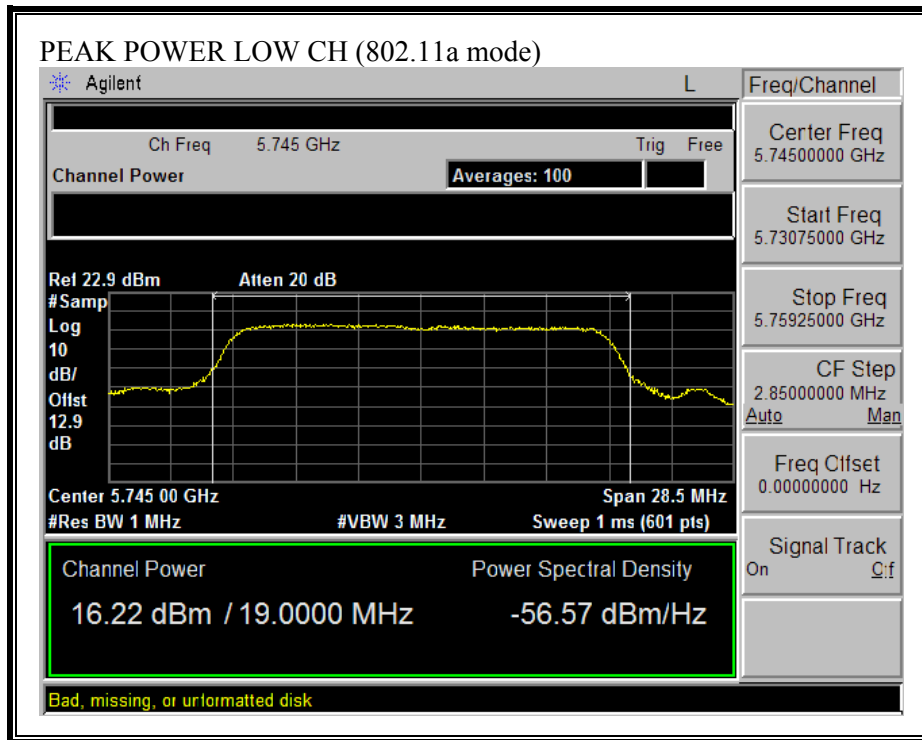 PEAK POWER LOW CH (802.11a mode)
Agilent L Freq/Channel
Ch Freq 5.745 GHz Trig Free
Channel Power Averages: 100
Center Freq
5.74500000 GHz
Start Freq
5.73075000 GHz
Stop Freq
5.75925000 GHz
CF Step
2.85000000 MHz
Auto Man
Freq Offset
0.00000000 Hz
Signal Track
On Off
Ref 22.9 dBm Atten 20 dB
#Samp
Log
10
dB/
Offst
12.9
dB
Center 5.745 00 GHz Span 28.5 MHz
#Res BW 1 MHz #VBW 3 MHz Sweep 1 ms (601 pts)
Channel Power Power Spectral Density
16.22 dBm / 19.0000 MHz -56.57 dBm/Hz
Bad, missing, or unformatted disk